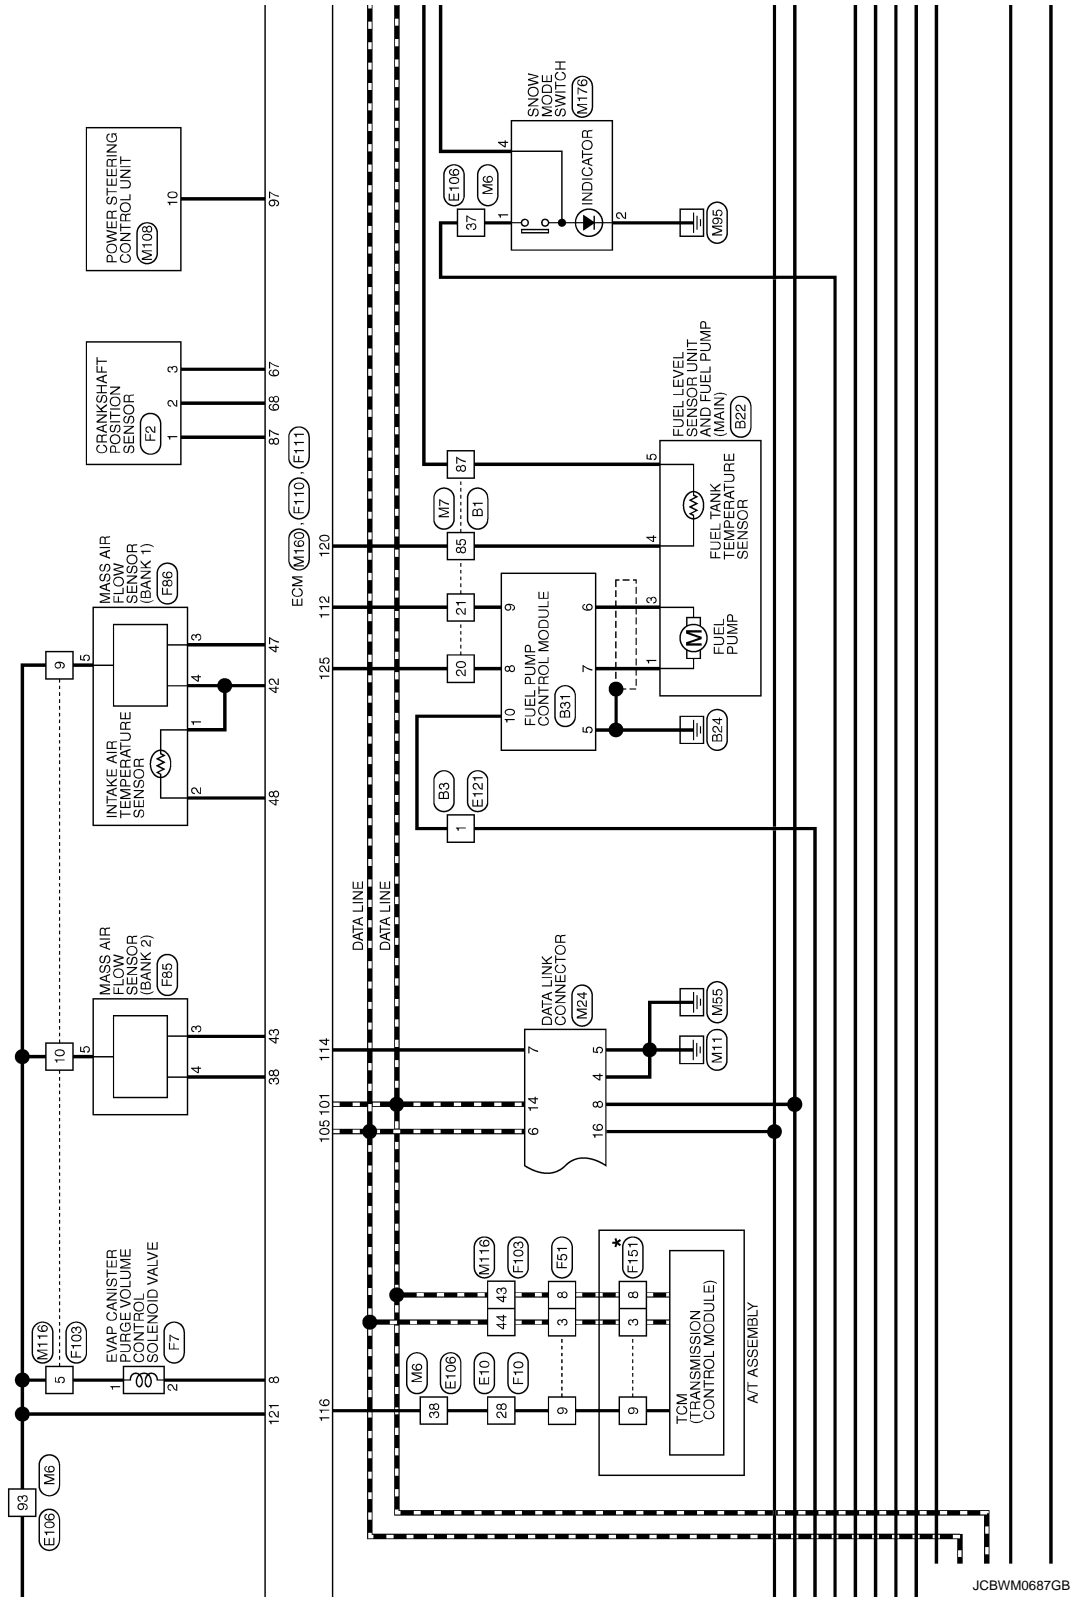 93
E106
M6
121
5
M116
F103
EVAP CANISTER
PURGE VOLUME
CONTROL
SOLENOID VALVE
F7
1
2
8
10
5
MASS AIR
FLOW
SENSOR
(BANK 2)
F85
4
3
38
43
9
5
MASS AIR
FLOW
SENSOR
(BANK 1)
F86
INTAKE AIR
TEMPERATURE
SENSOR
2
1
4
3
48
42
47
CRANKSHAFT
POSITION
SENSOR
F2
1
2
3
87
68
67
POWER STEERING
CONTROL UNIT
M108
10
97
ECM M160 , F110 , F111
116
105
101
114
125
112
120
DATA LINE
DATA LINE
38
M6
E106
28
E10
F10
44
43
M116
F103
9
3
8
F51
9
3
8
*
F151
TCM
(TRANSMISSION
CONTROL MODULE)
A/T ASSEMBLY
6
14
7
DATA LINK
CONNECTOR
M24
16
8
4
5
M11
M55
1
B3
E121
20
21
85
87
M7
B1
10
8
9
FUEL PUMP
CONTROL MODULE
B31
5
7
6
B24
1
3
4
5
M
FUEL
PUMP
FUEL TANK
TEMPERATURE
SENSOR
FUEL LEVEL
SENSOR UNIT
AND FUEL PUMP
(MAIN)
B22
37
E106
M6
1
4
SNOW
MODE
SWITCH
M176
INDICATOR
2
M95
JCBWM0687GB